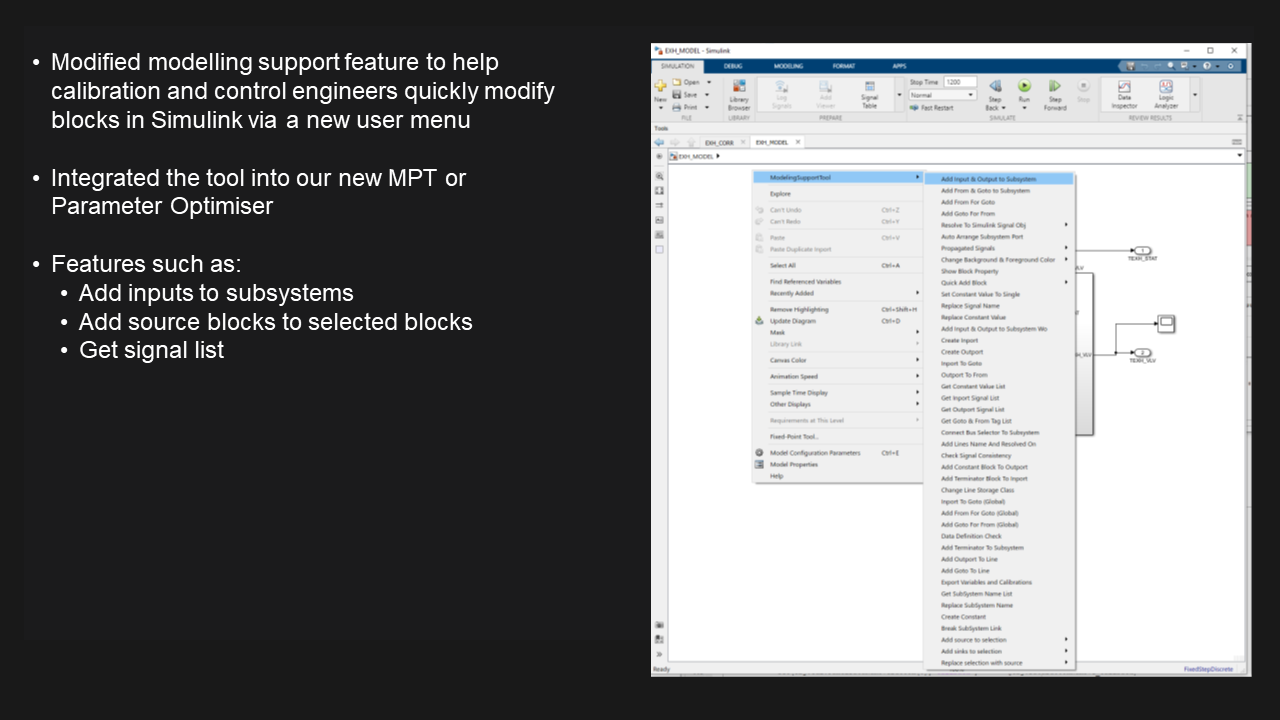 • Modified modelling support feature to help
calibration and control engineers quickly modify
blocks in Simulink via a new user menu
• Integrated the tool into our new MPT or
Parameter Optimiser
• Features such as:
• Add inputs to subsystems
• Add source blocks to selected blocks
• Get signal list
EXH_MODEL - Simulink
SIMULATION DEBUG MODELING FORMAT APPS
New
Open
Save
Print
FILE
Library
Browser
LIBRARY
Log
Signals
Add
Viewer
Signal
Table
PREPARE
Stop Time 1200
Normal
Fast Restart
Step
Back
Run
Step
Forward
Stop
SIMULATE
Data
Inspector
Logic
Analyzer
REVIEW RESULTS
Tools
EXH_CORR EXH_MODEL
EXH_MODEL
ModelingSupportTool
Explore
Can't Undo Ctrl+Z
Can't Redo Ctrl+Y
Paste Ctrl+V
Paste Duplicate Inport
Select All Ctrl+A
Find Referenced Variables
Recently Added
Remove Highlighting Ctrl+Shift+H
Update Diagram Ctrl+D
Mask
Library Link
Canvas Color
Animation Speed
Sample Time Display
Other Displays
Requirements at This Level
Fixed-Point Tool...
Model Configuration Parameters Ctrl+E
Model Properties
Help
Add Input & Output to Subsystem
Add From & Goto to Subsystem
Add From For Goto
Add Goto For From
Resolve To Simulink Signal Obj
Auto Arrange Subsystem Port
Propagated Signals
Change Background & Foreground Color
Show Block Property
Quick Add Block
Set Constant Value To Single
Replace Signal Name
Replace Constant Value
Add Input & Output to Subsystem Wo
Create Inport
Create Outport
Inport To Goto
Outport To From
Get Constant Value List
Get Inport Signal List
Get Outport Signal List
Get Goto & From Tag List
Connect Bus Selector To Subsystem
Add Lines Name And Resolved On
Check Signal Consistency
Add Constant Block To Outport
Add Terminator Block To Inport
Change Line Storage Class
Inport To Goto (Global)
Add From For Goto (Global)
Add Goto For From (Global)
Data Definition Check
Add Terminator To Subsystem
Add Outport To Line
Add Goto To Line
Export Variables and Calibrations
Get SubSystem Name List
Replace SubSystem Name
Create Constant
Break SubSystem Link
Add source to selection
Add sinks to selection
Replace selection with source
1
TEXH_STAT
2
TEXH_VLV
Ready
FixedStepDiscrete